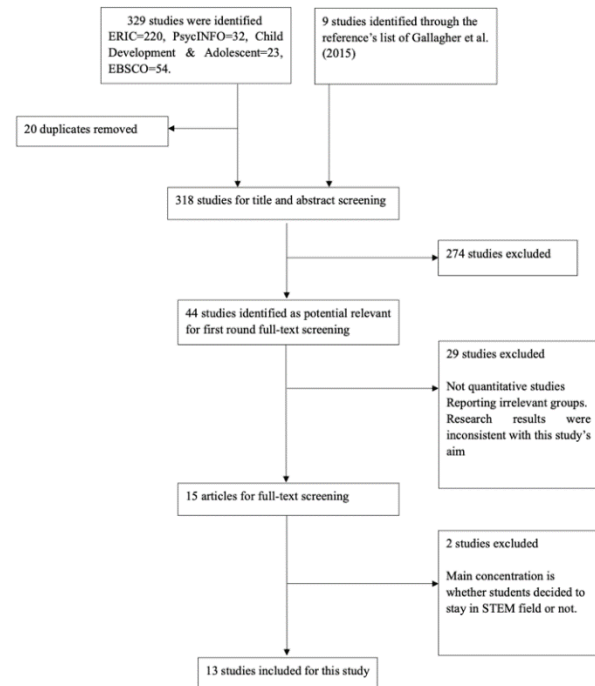 329 studies were identified
ERIC=220, PsycINFO=32, Child
Development & Adolescent=23,
EBSCO=54.
9 studies identified through the
reference's list of Gallagher et al.
(2015)
20 duplicates removed
318 studies for title and abstract screening
274 studies excluded
44 studies identified as potential relevant
for first round full-text screening
29 studies excluded
Not quantitative studies
Reporting irrelevant groups.
Research results were
inconsistent with this study's
aim
15 articles for full-text screening
2 studies excluded
Main concentration is
whether students decided to
stay in STEM field or not.
13 studies included for this study